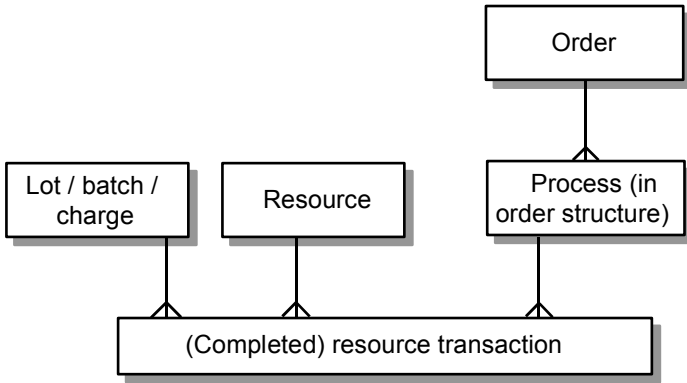 Order
Lot / batch /
charge
Resource
Process (in
order structure)
(Completed) resource transaction